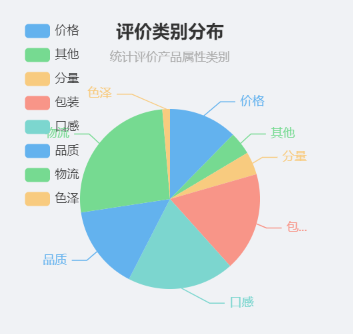 评价类别分布
统计评价产品属性类别
价格
其他
分量
包装
口感
品质
物流
色泽
价格
其他
分量
包...
口感
品质
物流
色泽